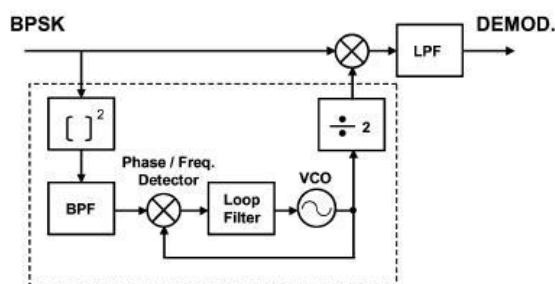 BPSK
DEMOD.
LPF
[ ]²
÷ 2
Phase / Freq.
Detector
VCO
BPF
Loop
Filter